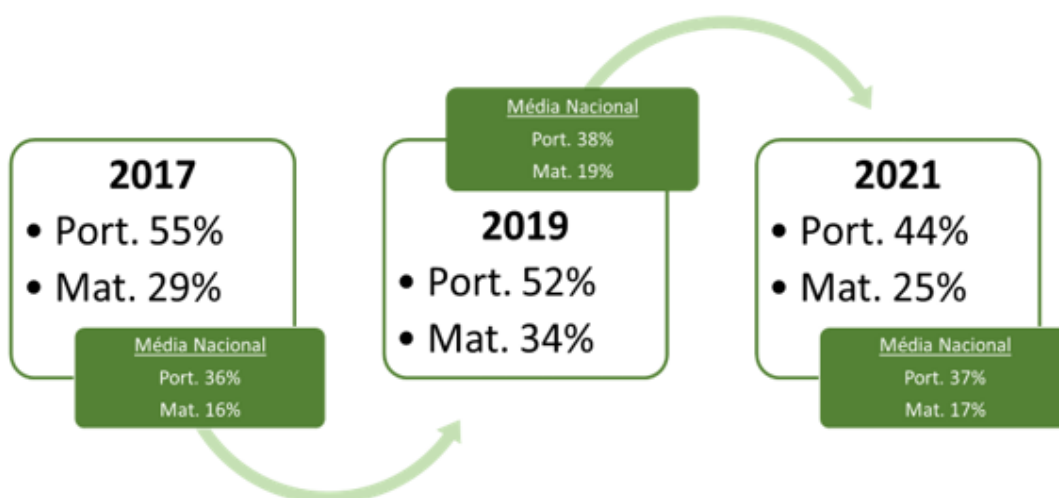 2017
• Port. 55%
• Mat. 29%
Média Nacional
Port. 36%
Mat. 16%
Média Nacional
Port. 38%
Mat. 19%
2019
• Port. 52%
• Mat. 34%
2021
• Port. 44%
• Mat. 25%
Média Nacional
Port. 37%
Mat. 17%